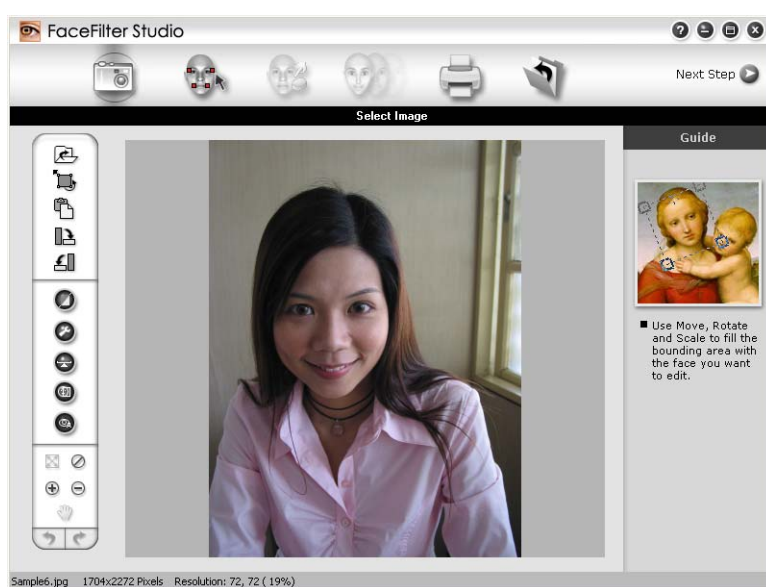 FaceFilter Studio
Next Step
Select Image
Guide
Use Move, Rotate
and Scale to fill the
bounding area with
the face you want
to edit.
Sample6.jpg 1704x2272 Pixels Resolution: 72, 72 ( 19%)